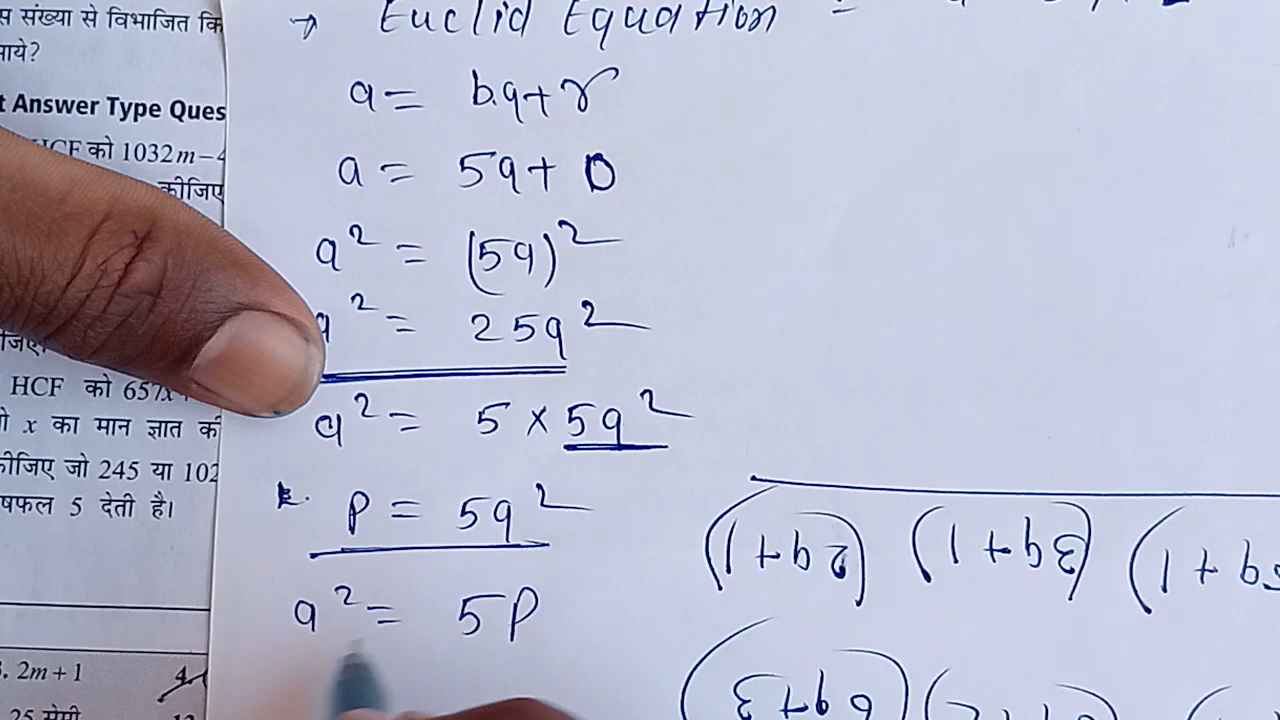 स संख्या से विभाजित कि
ाये?
t Answer Type Ques
HCF को 1032m-4
कीजिए
HCF को 657x
ो x का मान ज्ञात क
ीजिए जो 245 या 102
षफल 5 देती है।
. 2m+1
4.
25 सेमी
→ Euclid Equation =
a = bq+r
a = 5q+0
a² = (5q)²
a² = 25q²
a² = 5×5q²
P = 5q²
a² = 5P
(2q+1) (3q+1) (5q+1)
(6q+3)